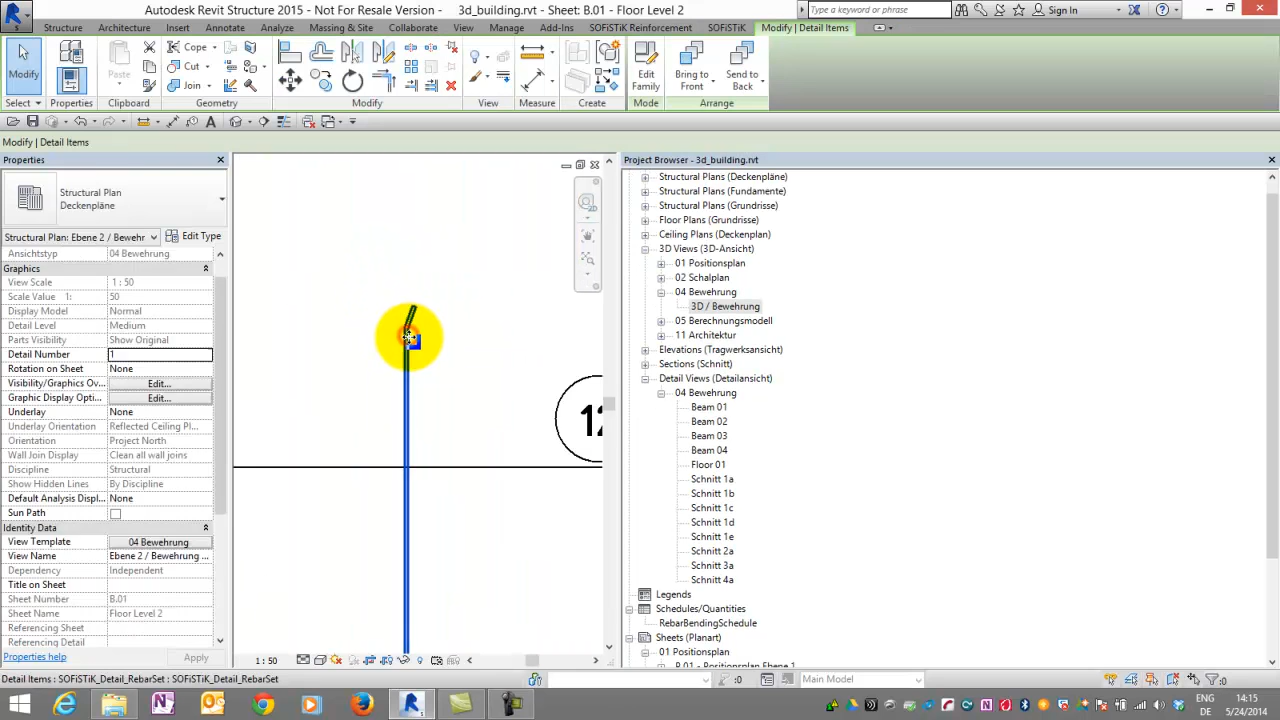 Autodesk Revit Structure 2015 - Not For Resale Version - 3d_building.rvt - Sheet: B.01 - Floor Level 2
Type a keyword or phrase
Sign In
Structure Architecture Insert Annotate Analyze Massing & Site Collaborate View Manage Add-Ins SOFiSTiK Reinforcement SOFiSTiK Modify | Detail Items
Modify Paste Cope Cut Join Edit Family Bring to Front Send to Back
Select Properties Clipboard Geometry Modify View Measure Create Mode Arrange
Modify | Detail Items
Properties
Structural Plan
Deckenpläne
Structural Plan: Ebene 2 / Bewehr Edit Type
Ansichtstyp 04 Bewehrung
Graphics
View Scale 1 : 50
Scale Value 1: 50
Display Model Normal
Detail Level Medium
Parts Visibility Show Original
Detail Number 1
Rotation on Sheet None
Visibility/Graphics Ov... Edit...
Graphic Display Opti... Edit...
Underlay None
Underlay Orientation Reflected Ceiling Pl...
Orientation Project North
Wall Join Display Clean all wall joins
Discipline Structural
Show Hidden Lines By Discipline
Default Analysis Displ... None
Sun Path
Identity Data
View Template 04 Bewehrung
View Name Ebene 2 / Bewehrung ...
Dependency Independent
Title on Sheet
Sheet Number B.01
Sheet Name Floor Level 2
Referencing Sheet
Referencing Detail
Properties help Apply
12
1 : 50
Project Browser - 3d_building.rvt
Structural Plans (Deckenpläne)
Structural Plans (Fundamente)
Structural Plans (Grundrisse)
Floor Plans (Grundrisse)
Ceiling Plans (Deckenplan)
3D Views (3D-Ansicht)
01 Positionsplan
02 Schalplan
04 Bewehrung
3D / Bewehrung
05 Berechnungsmodell
11 Architektur
Elevations (Tragwerksansicht)
Sections (Schnitt)
Detail Views (Detailansicht)
04 Bewehrung
Beam 01
Beam 02
Beam 03
Beam 04
Floor 01
Schnitt 1a
Schnitt 1b
Schnitt 1c
Schnitt 1d
Schnitt 1e
Schnitt 2a
Schnitt 3a
Schnitt 4a
Legends
Schedules/Quantities
RebarBendingSchedule
Sheets (Planart)
01 Positionsplan
Detail Items : SOFiSTiK_Detail_RebarSet : SOFiSTiK_Detail_RebarSet
:0 Main Model :0
ENG 14:15
DE 5/24/2014